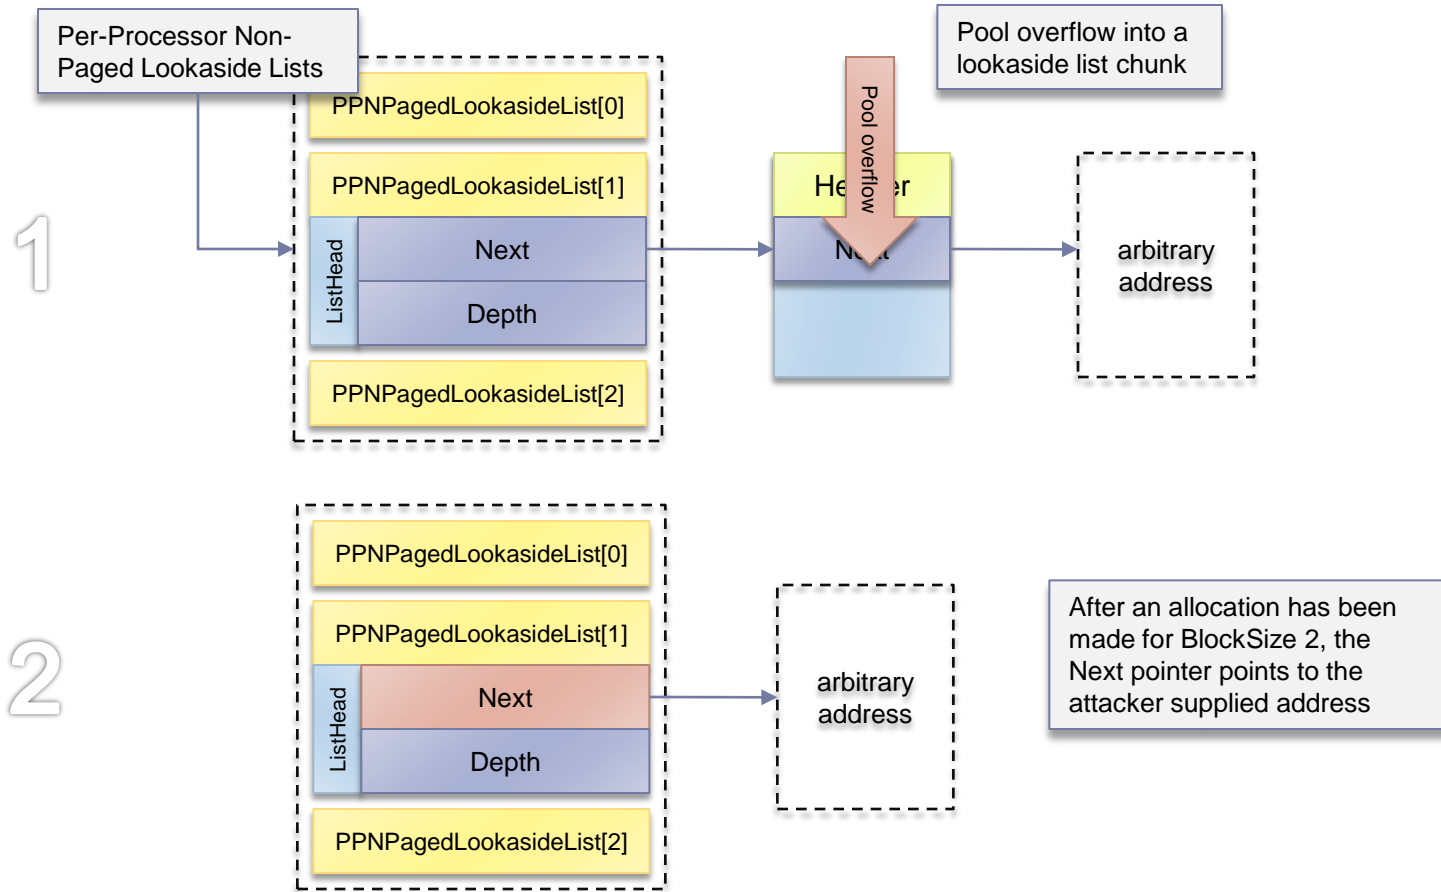 Per-Processor Non-
Paged Lookaside Lists
Pool overflow into a
lookaside list chunk
1
PPNPagedLookasideList[0]
PPNPagedLookasideList[1]
ListHead
Next
Depth
PPNPagedLookasideList[2]
Pool overflow
Header
Next
arbitrary
address
2
PPNPagedLookasideList[0]
PPNPagedLookasideList[1]
ListHead
Next
Depth
PPNPagedLookasideList[2]
arbitrary
address
After an allocation has been
made for BlockSize 2, the
Next pointer points to the
attacker supplied address